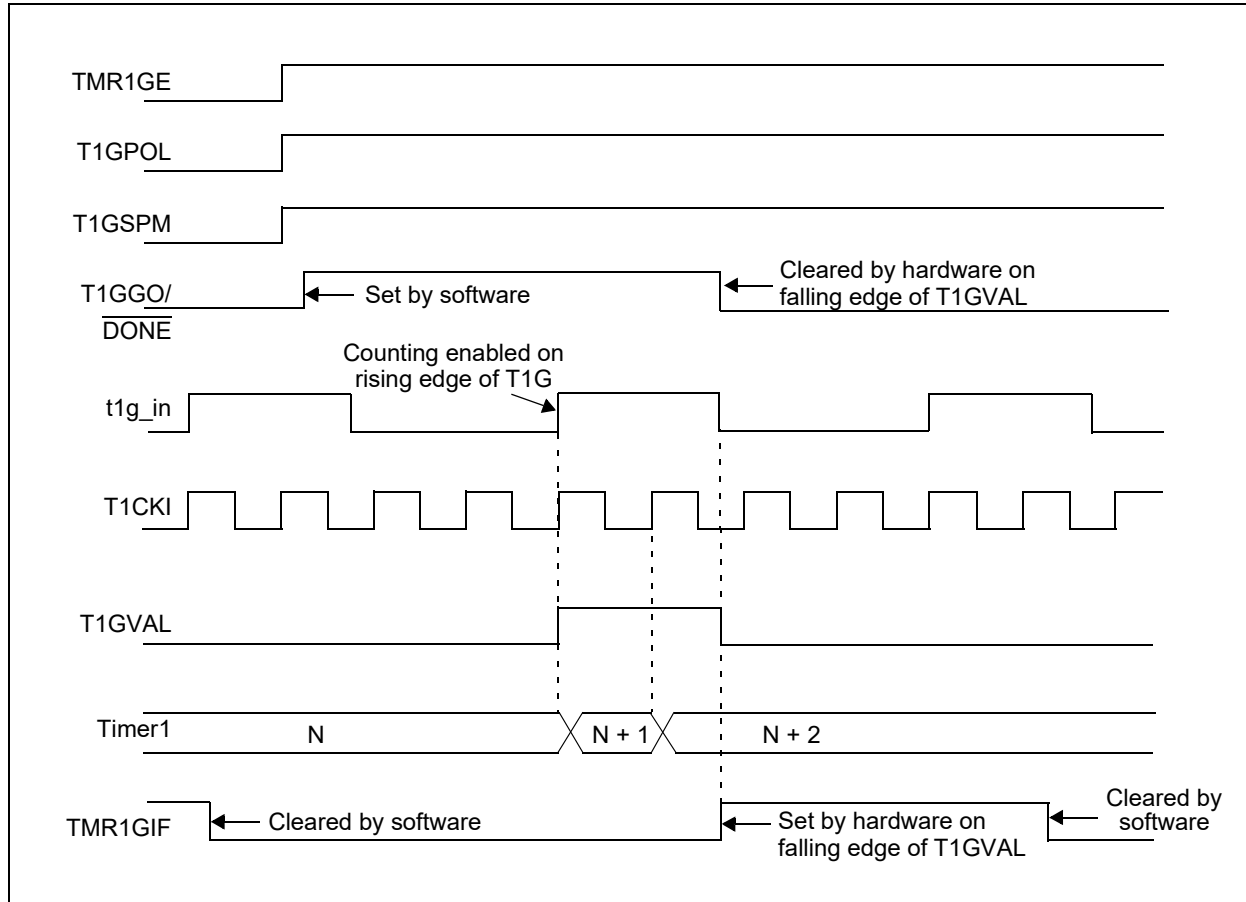 TMR1GE
T1GPOL
T1GSPM
T1GGO/
DONE
Set by software
Cleared by hardware on
falling edge of T1GVAL
Counting enabled on
rising edge of T1G
t1g_in
T1CKI
T1GVAL
Timer1
N
N + 1
N + 2
TMR1GIF
Cleared by software
Set by hardware on
falling edge of T1GVAL
Cleared by
software